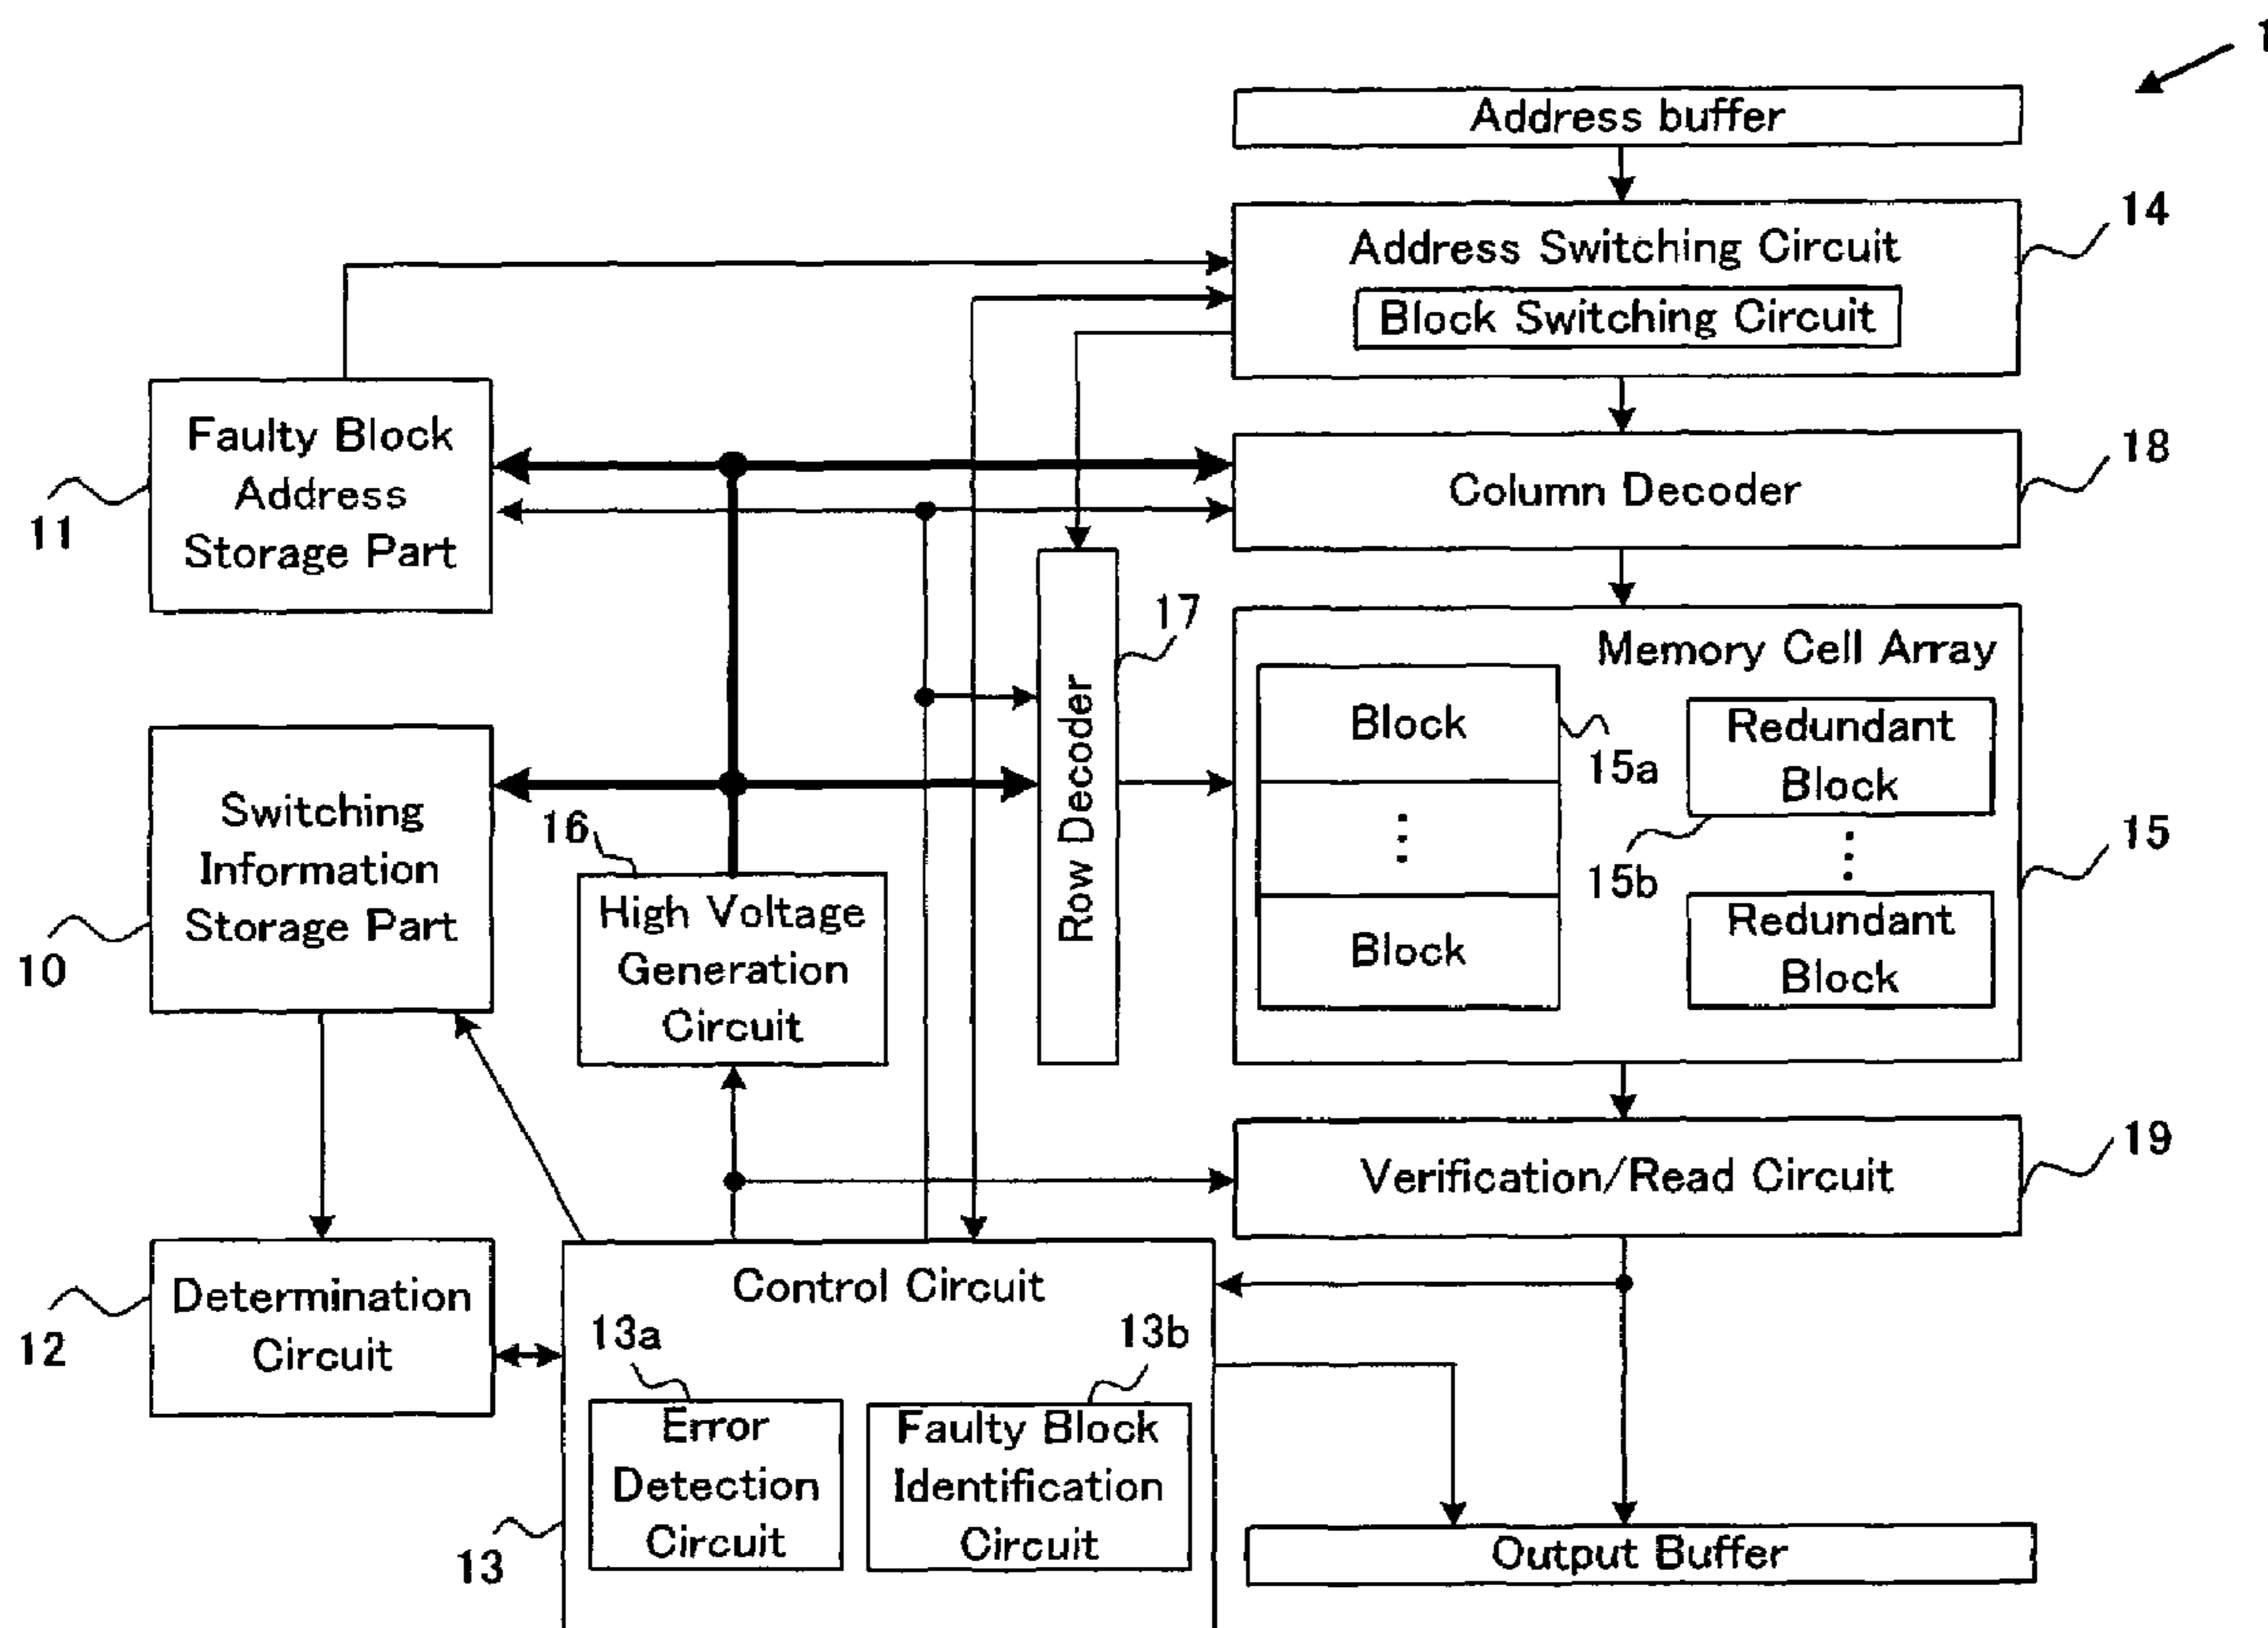 1
Address buffer
Address Switching Circuit
14
Block Switching Circuit
Faulty Block
Address
Storage Part
11
Column Decoder
18
17
Row Decoder
Memory Cell Array
Block
15a
⋮
Block
Redundant
Block
15b
⋮
Redundant
Block
15
Switching
Information
Storage Part
10
16
High Voltage
Generation
Circuit
Verification/Read Circuit
19
Determination
Circuit
12
Control Circuit
13a
Error
Detection
Circuit
13b
Faulty Block
Identification
Circuit
13
Output Buffer